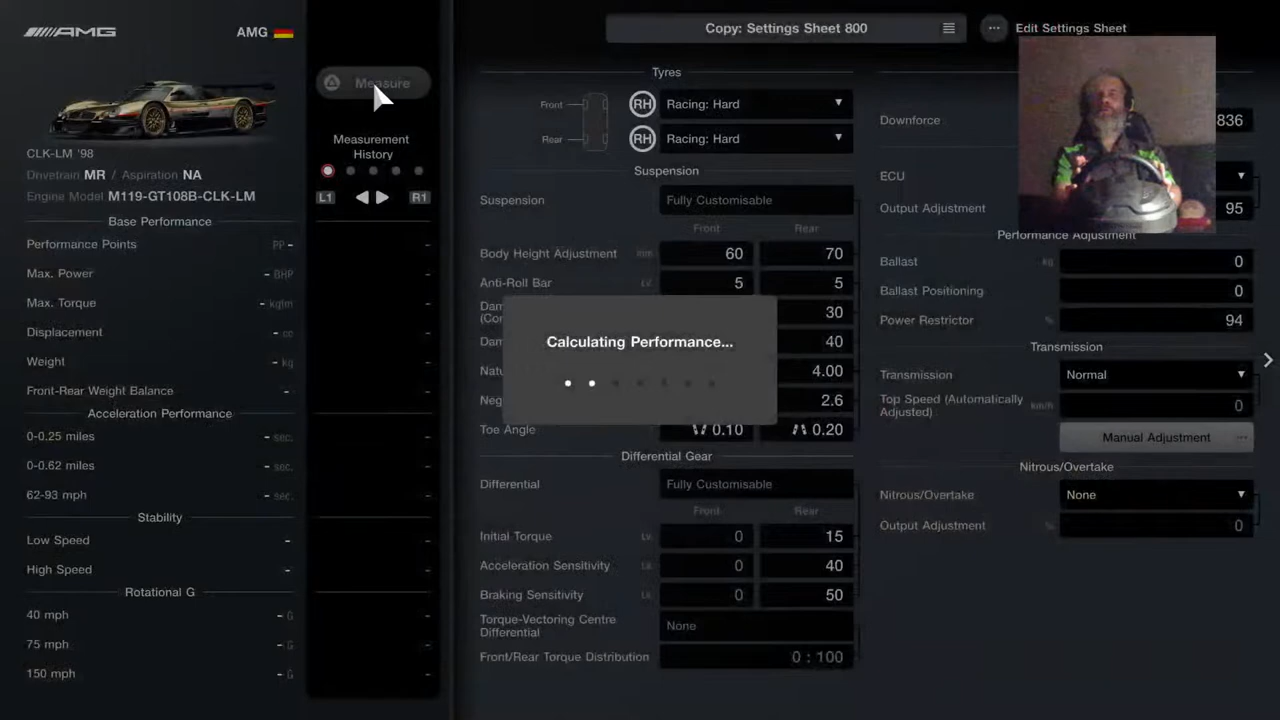 AMG
AMG
CLK-LM '98
Drivetrain MR / Aspiration NA
Engine Model M119-GT108B-CLK-LM
Base Performance
Performance Points PP - -
Max. Power - BHP -
Max. Torque - kgfm -
Displacement - cc -
Weight - kg -
Front-Rear Weight Balance - -
Acceleration Performance
0-0.25 miles - sec. -
0-0.62 miles - sec. -
62-93 mph - sec. -
Stability
Low Speed - -
High Speed - -
Rotational G
40 mph - G -
75 mph - G -
150 mph - G -
Measure
Measurement
History
L1 R1
Copy: Settings Sheet 800
Edit Settings Sheet
Tyres
Front RH Racing: Hard
Rear RH Racing: Hard
Suspension
Suspension Fully Customisable
Front Rear
Body Height Adjustment mm 60 70
Anti-Roll Bar Lv. 5 5
30
40
4.00
2.6
Toe Angle 0.10 0.20
Calculating Performance...
Differential Gear
Differential Fully Customisable
Front Rear
Initial Torque Lv. 0 15
Acceleration Sensitivity Lv. 0 40
Braking Sensitivity Lv. 0 50
Torque-Vectoring Centre
Differential None
Front/Rear Torque Distribution 0 : 100
Downforce 836
ECU
Output Adjustment 95
Performance Adjustment
Ballast kg 0
Ballast Positioning 0
Power Restrictor % 94
Transmission
Transmission Normal
Top Speed (Automatically
Adjusted) km/h 0
Manual Adjustment
Nitrous/Overtake
Nitrous/Overtake None
Output Adjustment % 0